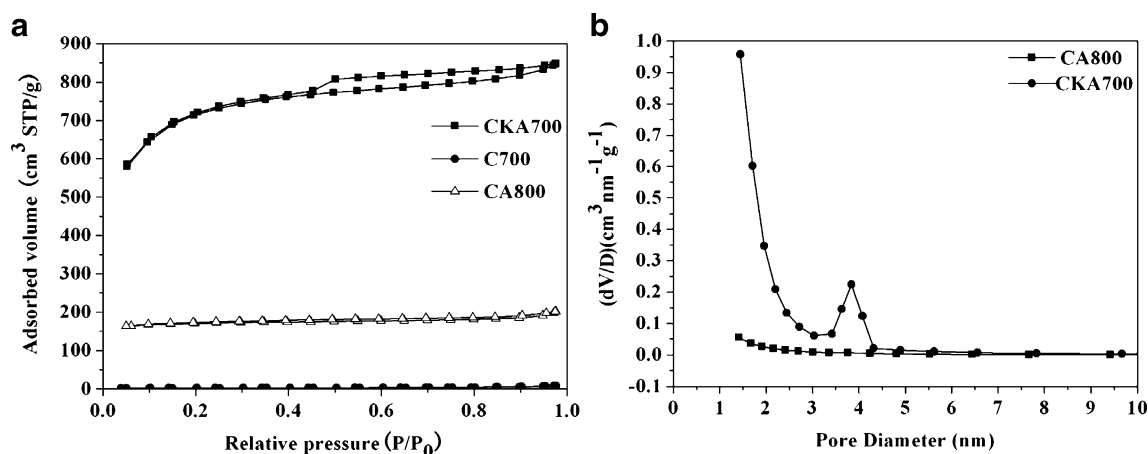 a
900
800
700
600
500
400
300
200
100
0
Adsorbed volume (cm³ STP/g)
CKA700
C700
CA800
0.0 0.2 0.4 0.6 0.8 1.0
Relative pressure (P/P₀)
b
1.0
0.9
0.8
0.7
0.6
0.5
0.4
0.3
0.2
0.1
0.0
-0.1
(dV/D)(cm³ nm⁻¹g⁻¹)
CA800
CKA700
0 1 2 3 4 5 6 7 8 9 10
Pore Diameter (nm)